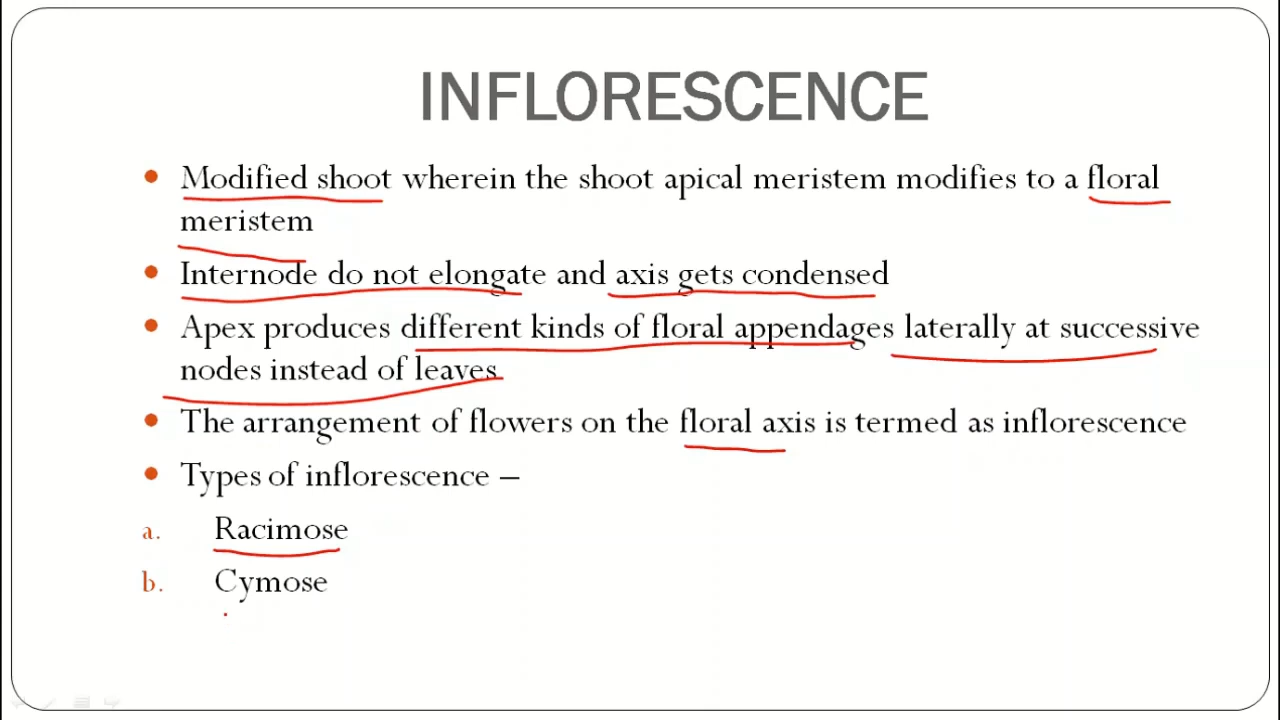 INFLORESCENCE
• Modified shoot wherein the shoot apical meristem modifies to a floral
meristem
• Internode do not elongate and axis gets condensed
• Apex produces different kinds of floral appendages laterally at successive
nodes instead of leaves
• The arrangement of flowers on the floral axis is termed as inflorescence
• Types of inflorescence –
a. Racimose
b. Cymose